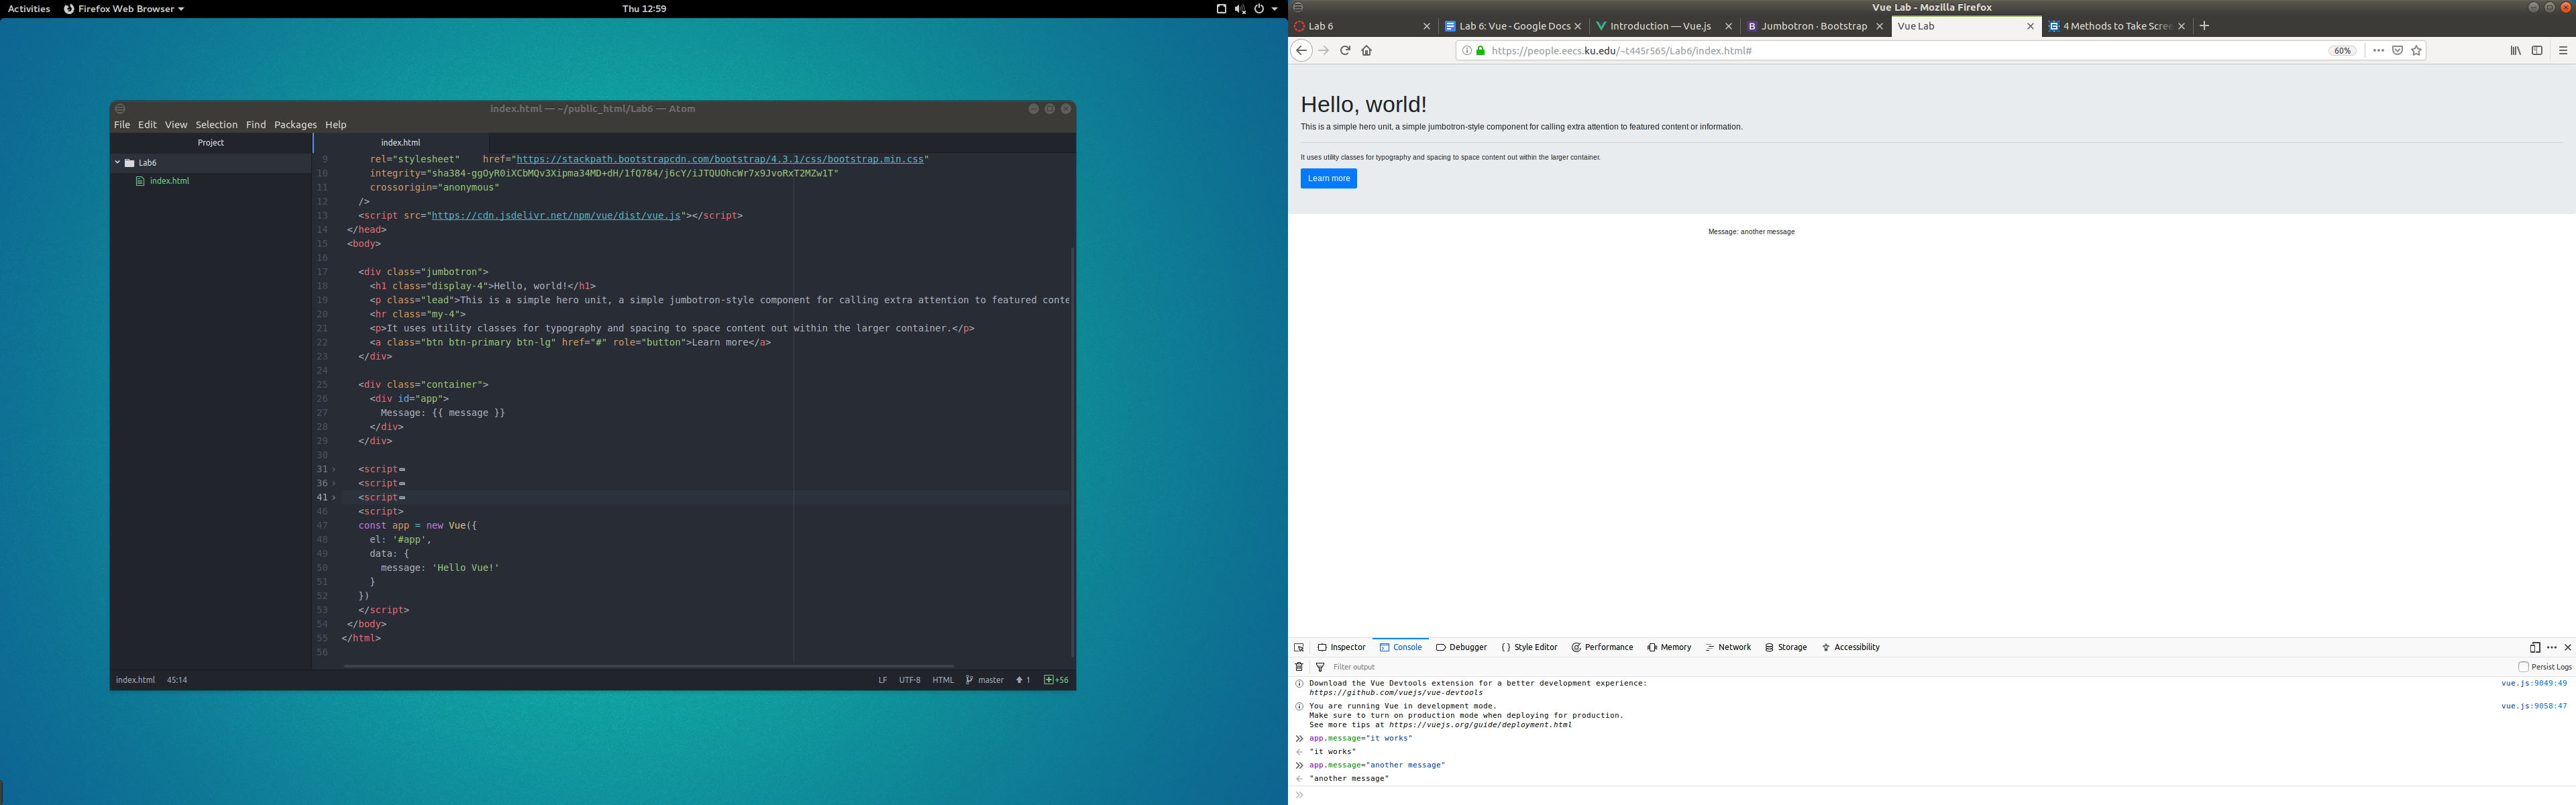 Activities Firefox Web Browser Thu 12:59
index.html — ~/public_html/Lab6 — Atom
File Edit View Selection Find Packages Help
Project index.html
Lab6
index.html
9 rel="stylesheet" href="https://stackpath.bootstrapcdn.com/bootstrap/4.3.1/css/bootstrap.min.css"
10 integrity="sha384-ggOyR0iXCbMQv3Xipma34MD+dH/1fQ784/j6cY/iJTQUOhcWr7x9JvoRxT2MZw1T"
11 crossorigin="anonymous"
12 />
13 <script src="https://cdn.jsdelivr.net/npm/vue/dist/vue.js"></script>
14 </head>
15 <body>
16
17 <div class="jumbotron">
18 <h1 class="display-4">Hello, world!</h1>
19 <p class="lead">This is a simple hero unit, a simple jumbotron-style component for calling extra attention to featured conte
20 <hr class="my-4">
21 <p>It uses utility classes for typography and spacing to space content out within the larger container.</p>
22 <a class="btn btn-primary btn-lg" href="#" role="button">Learn more</a>
23 </div>
24
25 <div class="container">
26 <div id="app">
27 Message: {{ message }}
28 </div>
29 </div>
30
31 <script
36 <script
41 <script
46 <script>
47 const app = new Vue({
48 el: '#app',
49 data: {
50 message: 'Hello Vue!'
51 }
52 })
53 </script>
54 </body>
55 </html>
56
index.html 45:14 LF UTF-8 HTML master 1 +56
Vue Lab - Mozilla Firefox
Lab 6 Lab 6: Vue - Google Docs Introduction — Vue.js Jumbotron · Bootstrap Vue Lab 4 Methods to Take Scree
https://people.eecs.ku.edu/~t445r565/Lab6/index.html# 60%
Hello, world!
This is a simple hero unit, a simple jumbotron-style component for calling extra attention to featured content or information.
It uses utility classes for typography and spacing to space content out within the larger container.
Learn more
Message: another message
Inspector Console Debugger Style Editor Performance Memory Network Storage Accessibility
Filter output Persist Logs
Download the Vue Devtools extension for a better development experience: vue.js:9049:49
https://github.com/vuejs/vue-devtools
You are running Vue in development mode. vue.js:9058:47
Make sure to turn on production mode when deploying for production.
See more tips at https://vuejs.org/guide/deployment.html
app.message="it works"
"it works"
app.message="another message"
"another message"